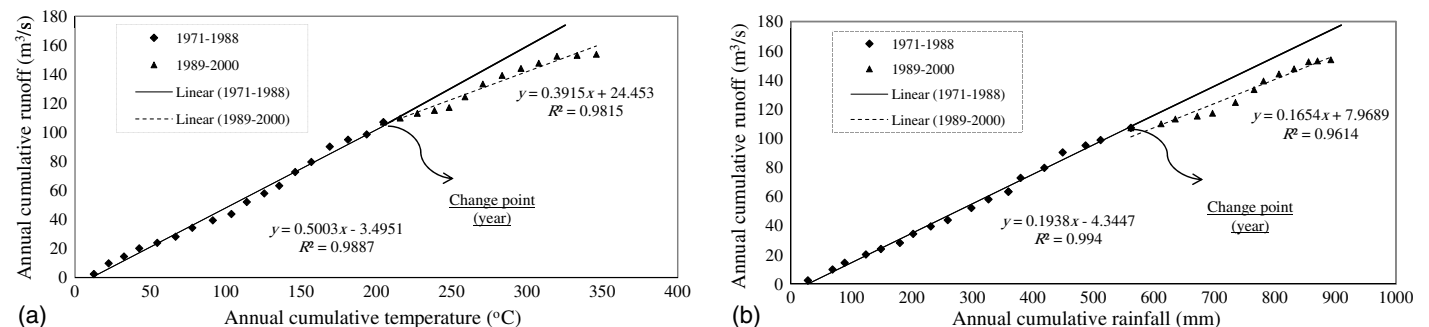 Annual cumulative runoff (m³/s)
180
160
140
120
100
80
60
40
20
0
1971-1988
1989-2000
Linear (1971-1988)
Linear (1989-2000)
y = 0.3915x + 24.453
R² = 0.9815
Change point
(year)
y = 0.5003x - 3.4951
R² = 0.9887
0 50 100 150 200 250 300 350 400
Annual cumulative temperature (°C)
(a)
Annual cumulative runoff (m³/s)
180
160
140
120
100
80
60
40
20
0
1971-1988
1989-2000
Linear (1971-1988)
Linear (1989-2000)
y = 0.1654x + 7.9689
R² = 0.9614
Change point
(year)
y = 0.1938x - 4.3447
R² = 0.994
0 100 200 300 400 500 600 700 800 900 1000
Annual cumulative rainfall (mm)
(b)